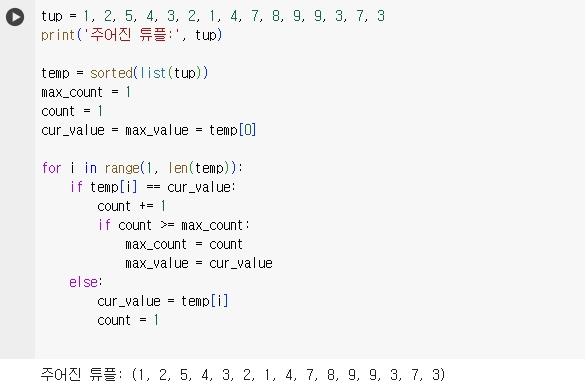 tup = 1, 2, 5, 4, 3, 2, 1, 4, 7, 8, 9, 9, 3, 7, 3
print('주어진 튜플:', tup)
temp = sorted(list(tup))
max_count = 1
count = 1
cur_value = max_value = temp[0]
for i in range(1, len(temp)):
    if temp[i] == cur_value:
        count += 1
        if count >= max_count:
            max_count = count
            max_value = cur_value
    else:
        cur_value = temp[i]
        count = 1
주어진 튜플: (1, 2, 5, 4, 3, 2, 1, 4, 7, 8, 9, 9, 3, 7, 3)